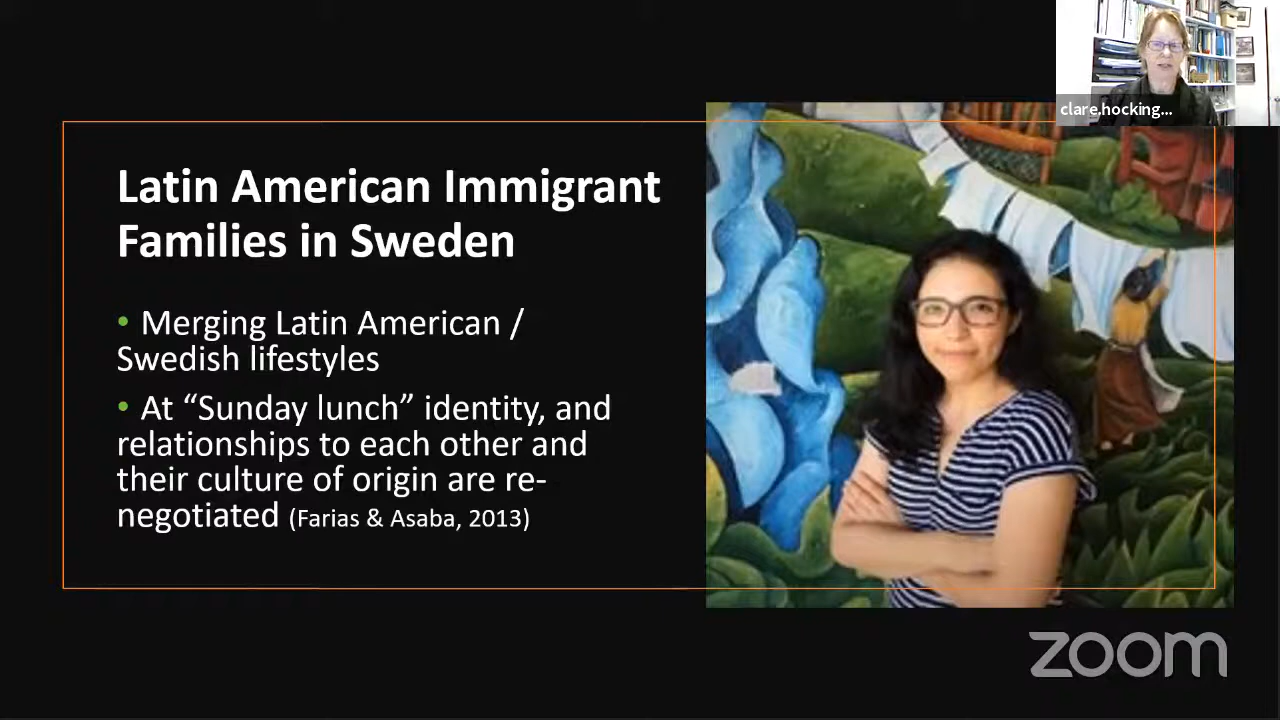 clare.hocking...
Latin American Immigrant
Families in Sweden
• Merging Latin American /
Swedish lifestyles
• At “Sunday lunch” identity, and
relationships to each other and
their culture of origin are re-
negotiated (Farias & Asaba, 2013)
zoom